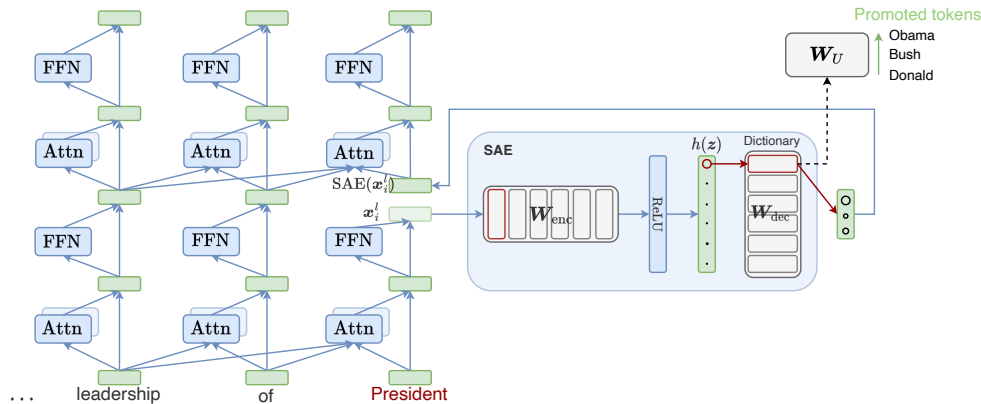 Promoted tokens
Obama
Bush
Donald
W_U
FFN
FFN
FFN
Attn
Attn
Attn
SAE
h(z)
Dictionary
SAE(x_i^l)
x_i^l
W_enc
ReLU
W_dec
FFN
FFN
FFN
Attn
Attn
Attn
... leadership of President